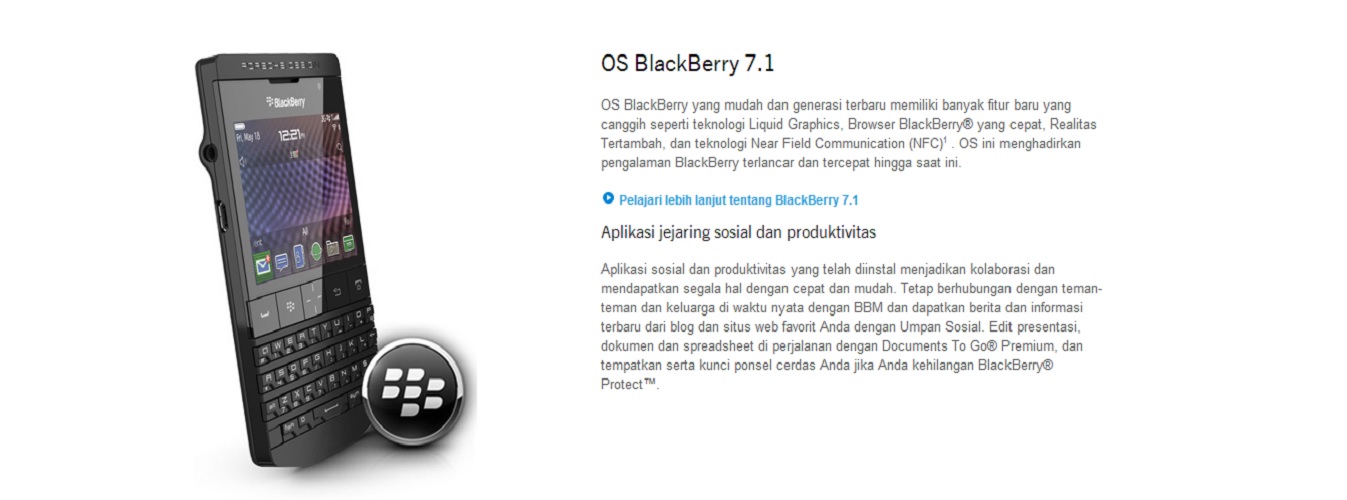 PORSCHE DESIGN
BlackBerry
Fri, May 18
12:21
All
OS BlackBerry 7.1
OS BlackBerry yang mudah dan generasi terbaru memiliki banyak fitur baru yang
canggih seperti teknologi Liquid Graphics, Browser BlackBerry® yang cepat, Realitas
Tertambah, dan teknologi Near Field Communication (NFC)¹ . OS ini menghadirkan
pengalaman BlackBerry terlancar dan tercepat hingga saat ini.
Pelajari lebih lanjut tentang BlackBerry 7.1
Aplikasi jejaring sosial dan produktivitas
Aplikasi sosial dan produktivitas yang telah diinstal menjadikan kolaborasi dan
mendapatkan segala hal dengan cepat dan mudah. Tetap berhubungan dengan teman-
teman dan keluarga di waktu nyata dengan BBM dan dapatkan berita dan informasi
terbaru dari blog dan situs web favorit Anda dengan Umpan Sosial. Edit presentasi,
dokumen dan spreadsheet di perjalanan dengan Documents To Go® Premium, dan
tempatkan serta kunci ponsel cerdas Anda jika Anda kehilangan BlackBerry®
Protect™.